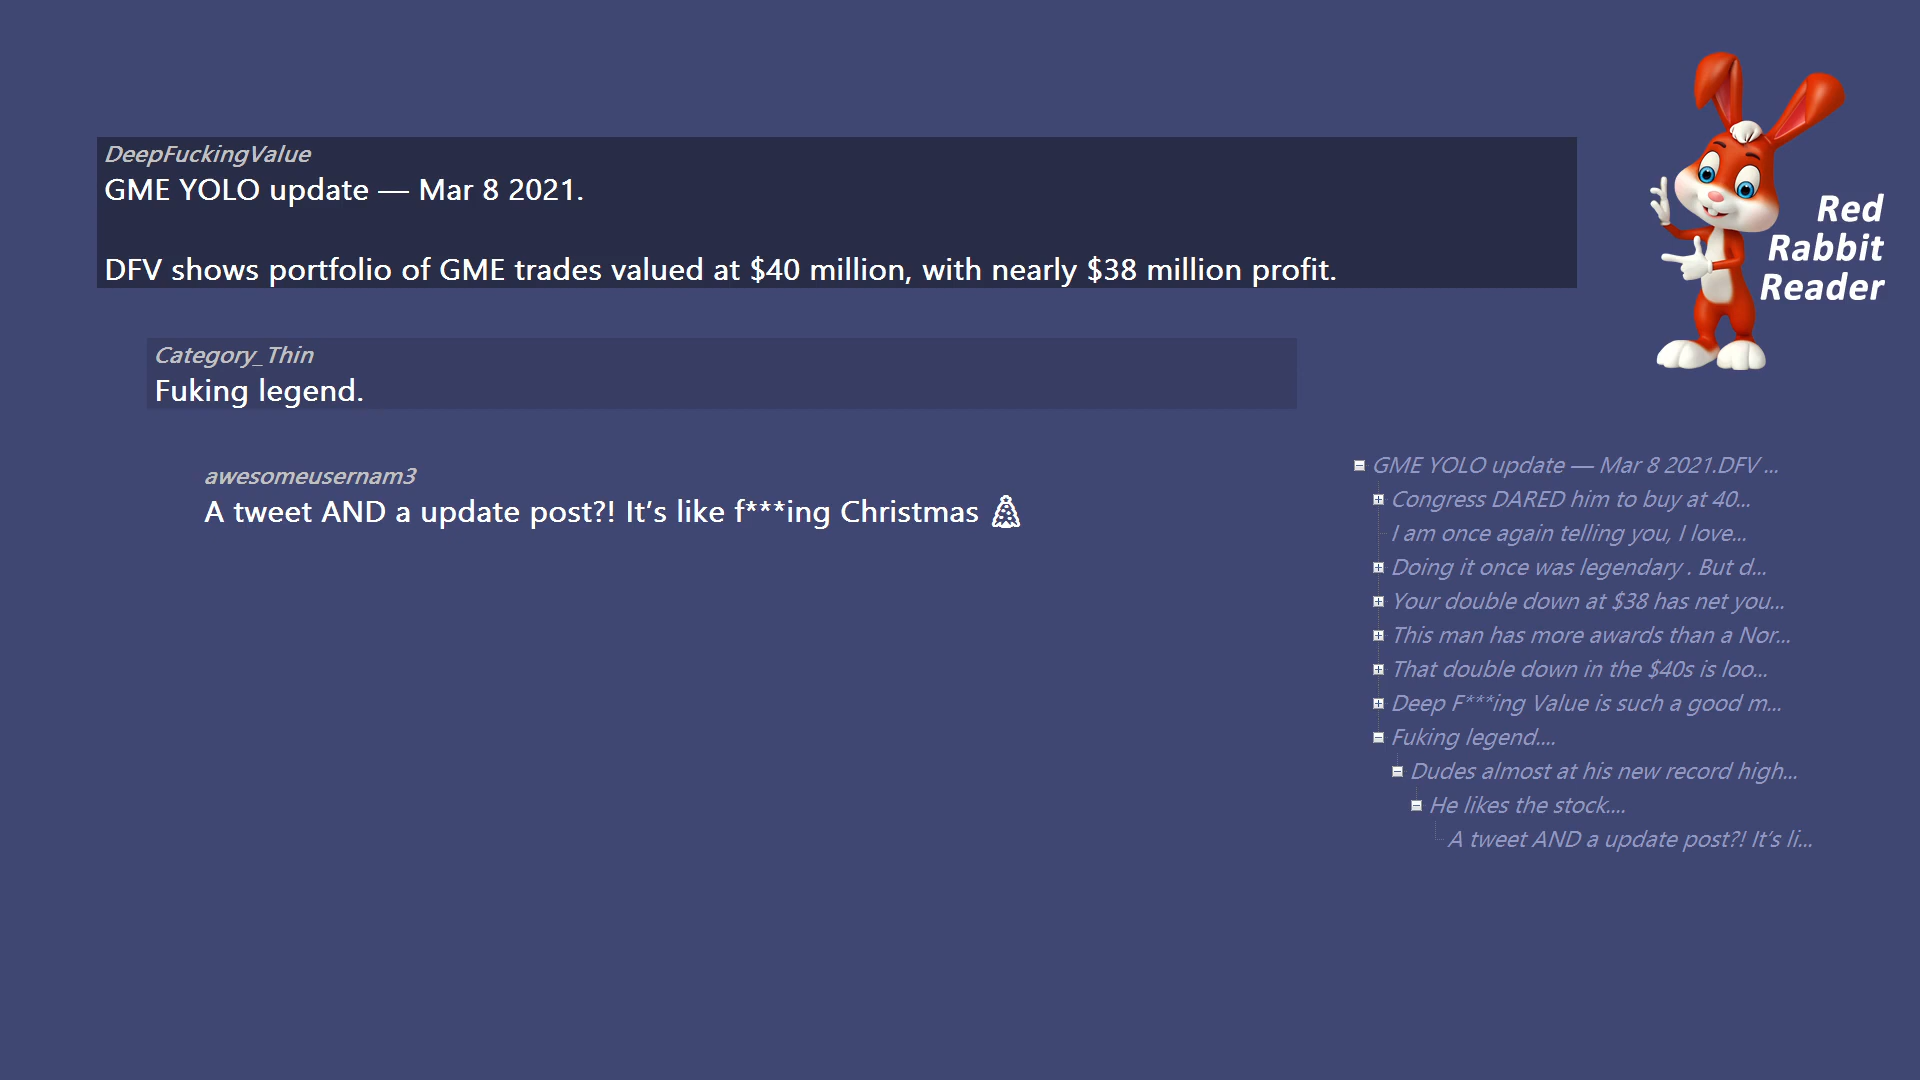 DeepFuckingValue
GME YOLO update — Mar 8 2021.
DFV shows portfolio of GME trades valued at $40 million, with nearly $38 million profit.
Category_Thin
Fuking legend.
awesomeusernam3
A tweet AND a update post?! It’s like f***ing Christmas 🎄
Red
Rabbit
Reader
GME YOLO update — Mar 8 2021.DFV ...
Congress DARED him to buy at 40...
I am once again telling you, I love...
Doing it once was legendary . But d...
Your double down at $38 has net you...
This man has more awards than a Nor...
That double down in the $40s is loo...
Deep F***ing Value is such a good m...
Fuking legend....
Dudes almost at his new record high...
He likes the stock....
A tweet AND a update post?! It’s li...